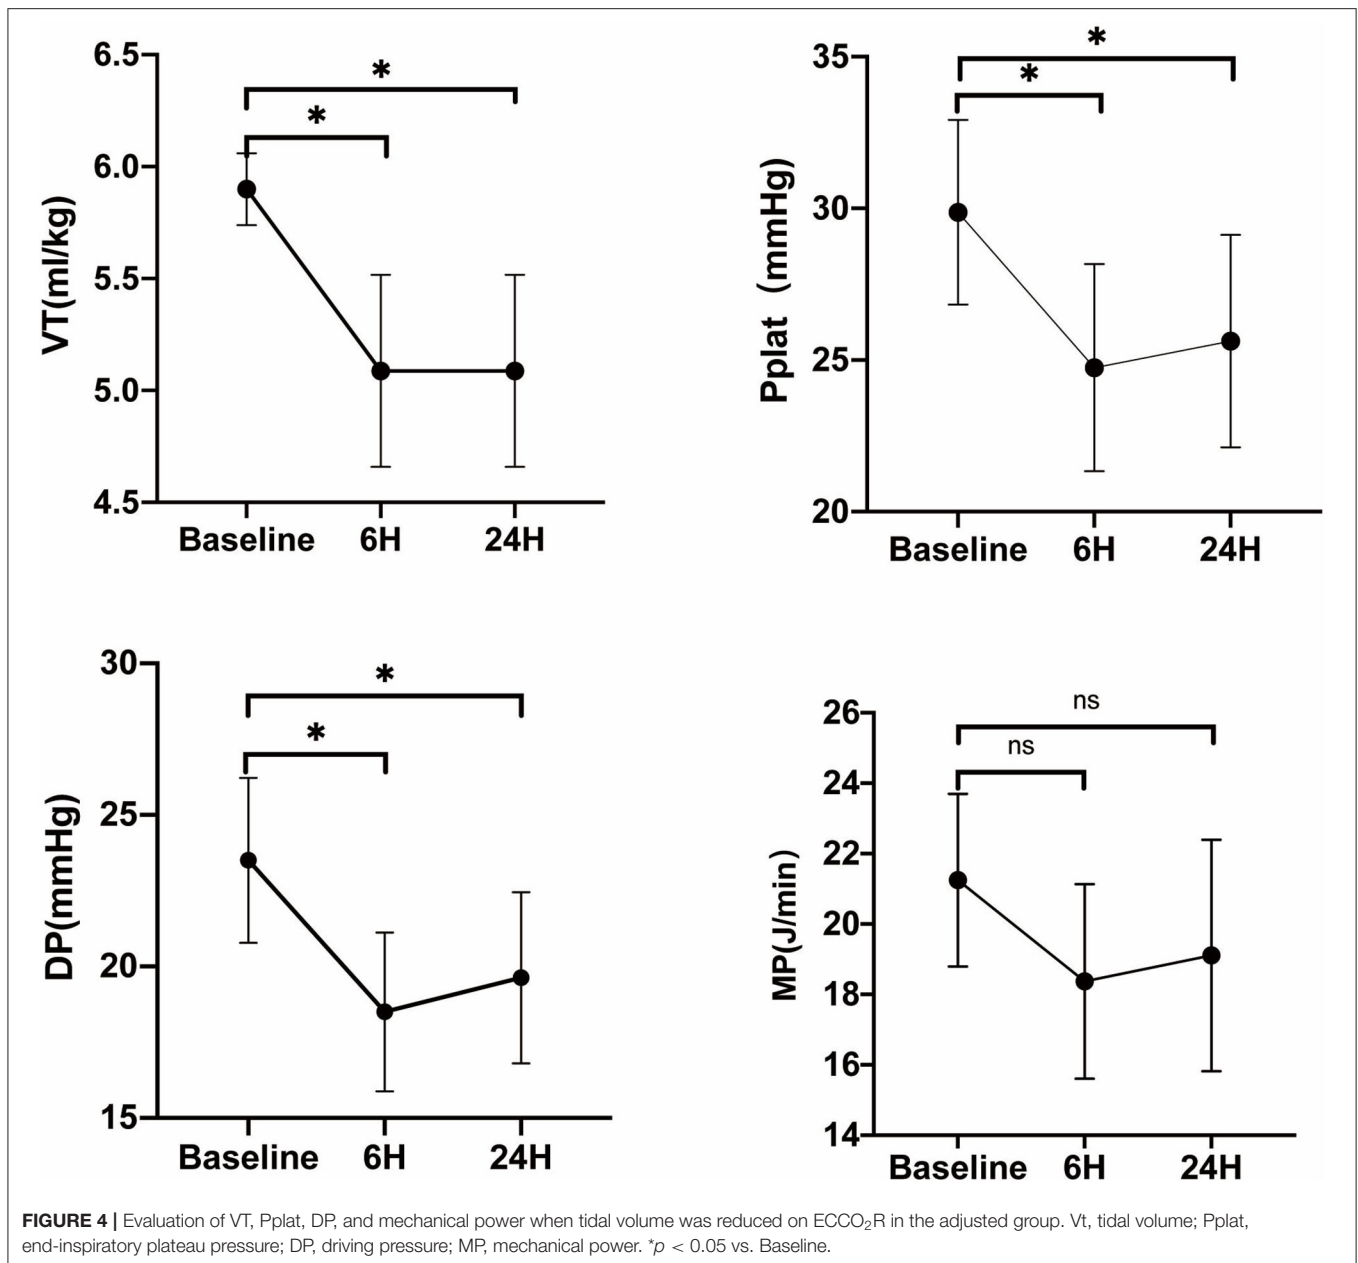 6.5
6.0
5.5
5.0
4.5
VT(ml/kg)
*
*
Baseline 6H 24H
35
30
25
20
Pplat (mmHg)
*
*
Baseline 6H 24H
30
25
20
15
DP(mmHg)
*
*
Baseline 6H 24H
26
24
22
20
18
16
14
MP(J/min)
ns
ns
Baseline 6H 24H
FIGURE 4 | Evaluation of VT, Pplat, DP, and mechanical power when tidal volume was reduced on ECCO₂R in the adjusted group. Vt, tidal volume; Pplat,
end-inspiratory plateau pressure; DP, driving pressure; MP, mechanical power. *p < 0.05 vs. Baseline.